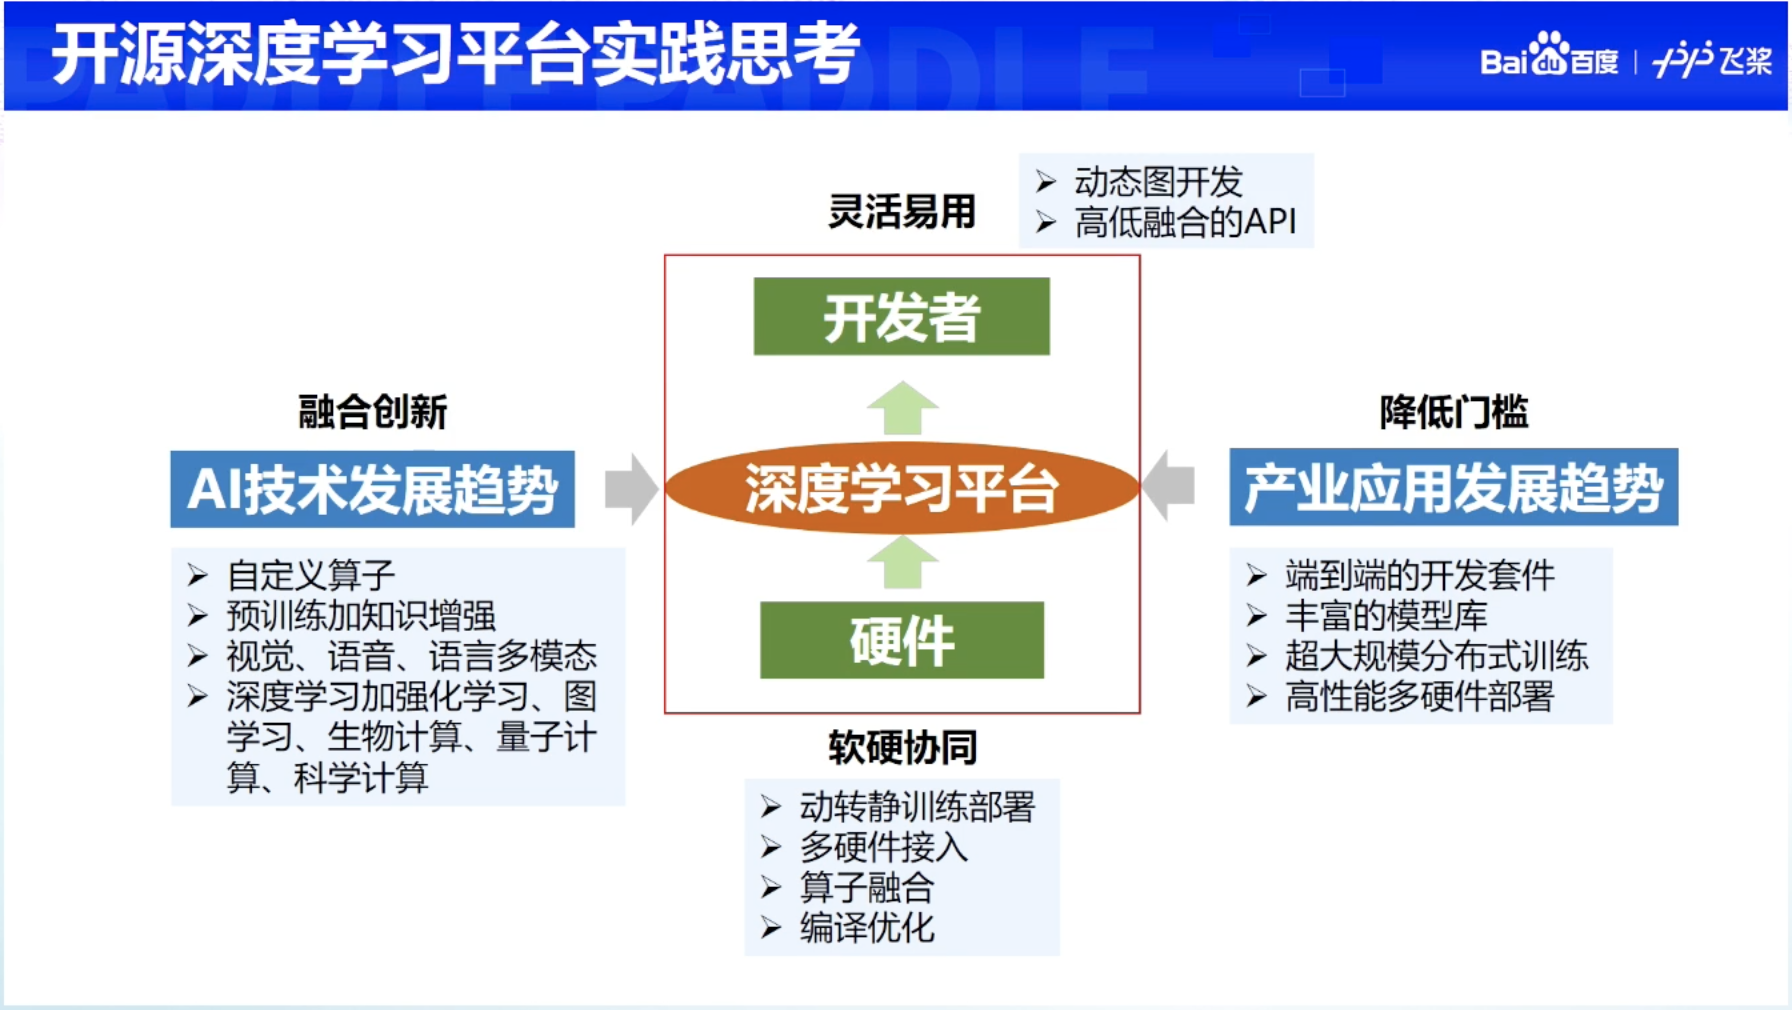 开源深度学习平台实践思考
Bai du 百度 | 飞桨
灵活易用
动态图开发
高低融合的API
开发者
融合创新
AI技术发展趋势
自定义算子
预训练加知识增强
视觉、语音、语言多模态
深度学习加强化学习、图
学习、生物计算、量子计
算、科学计算
深度学习平台
降低门槛
产业应用发展趋势
端到端的开发套件
丰富的模型库
超大规模分布式训练
高性能多硬件部署
硬件
软硬协同
动转静训练部署
多硬件接入
算子融合
编译优化